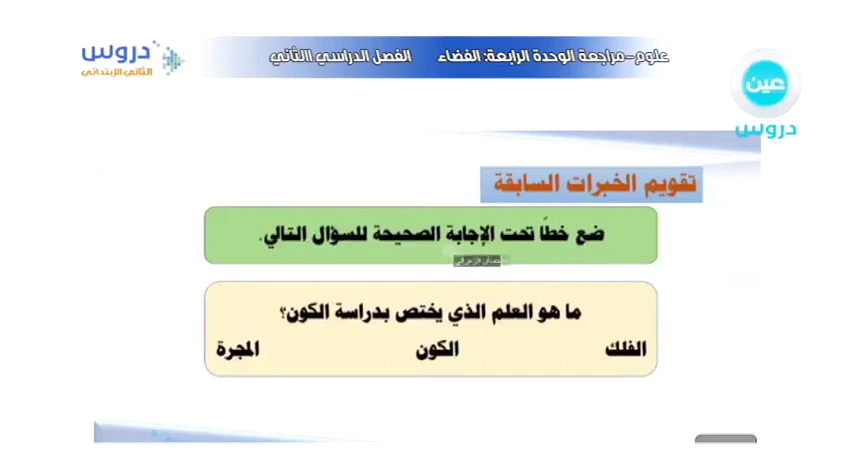 دروس
الثاني الابتدائي
علوم - مراجعة الوحدة الرابعة: الفضاء الفصل الدراسي الثاني
عين
دروس
تقويم الخبرات السابقة
ضع خطًا تحت الإجابة الصحيحة للسؤال التالي.
ما هو العلم الذي يختص بدراسة الكون؟
الفلك الكون المجرة